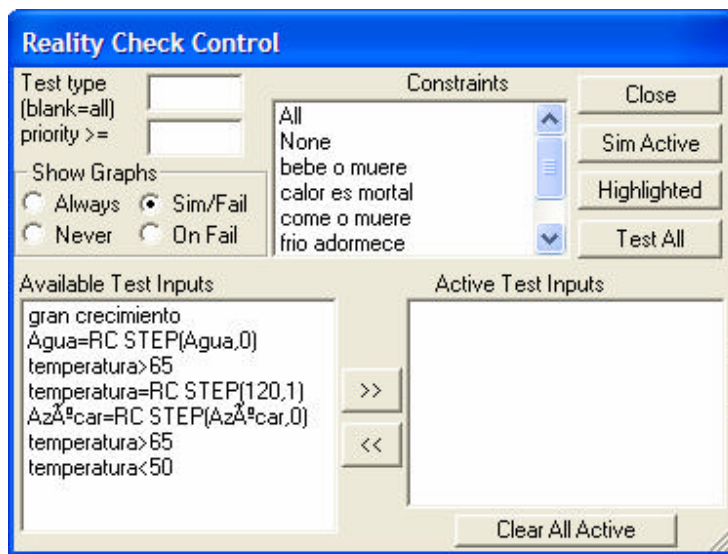 Reality Check Control
Test type
(blank=all)
priority >=
Show Graphs
Always
Sim/Fail
Never
On Fail
Constraints
All
None
bebe o muere
calor es mortal
come o muere
frio adormece
Close
Sim Active
Highlighted
Test All
Available Test Inputs
gran crecimiento
Agua=RC STEP(Agua,0)
temperatura>65
temperatura=RC STEP(120,1)
Azúcar=RC STEP(Azúcar,0)
temperatura>65
temperatura<50
>>
<<
Active Test Inputs
Clear All Active